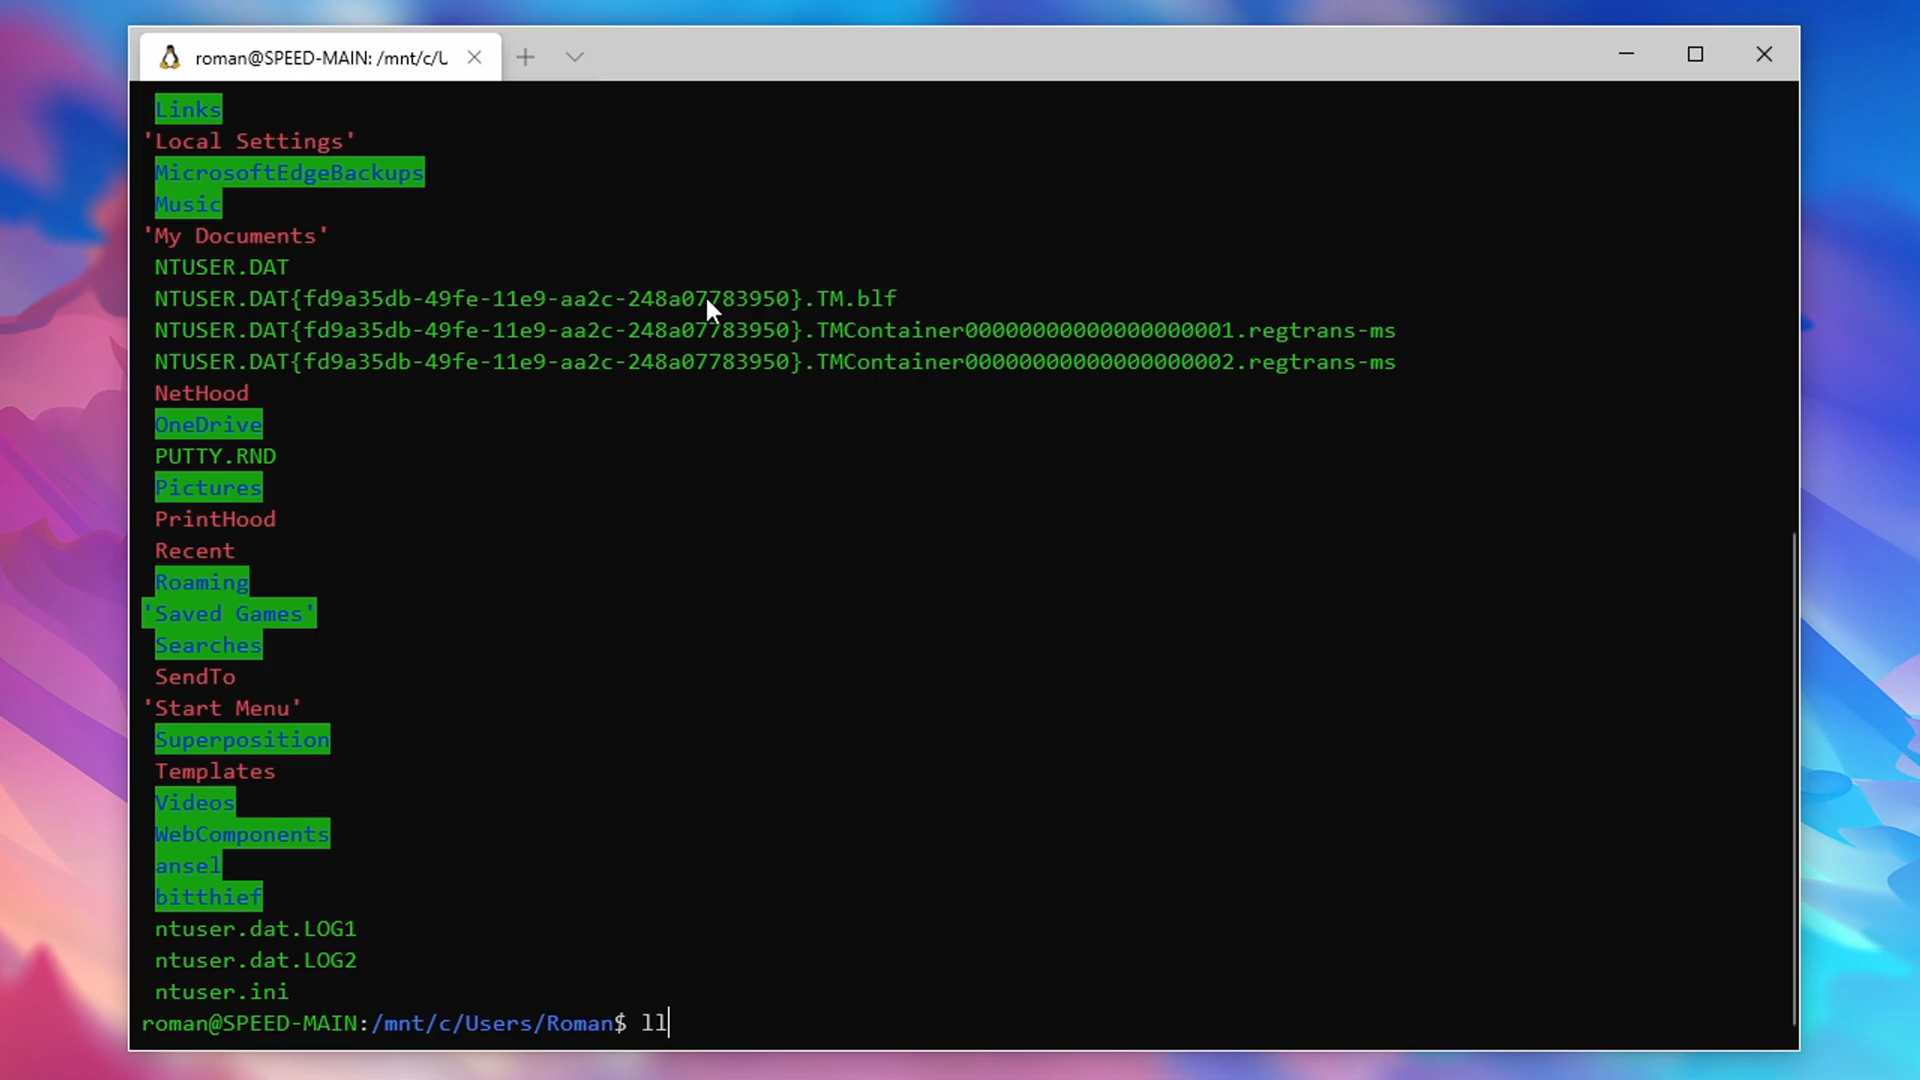 roman@SPEED-MAIN: /mnt/c/U
Links
'Local Settings'
MicrosoftEdgeBackups
Music
'My Documents'
NTUSER.DAT
NTUSER.DAT{fd9a35db-49fe-11e9-aa2c-248a07783950}.TM.blf
NTUSER.DAT{fd9a35db-49fe-11e9-aa2c-248a07783950}.TMContainer00000000000000000001.regtrans-ms
NTUSER.DAT{fd9a35db-49fe-11e9-aa2c-248a07783950}.TMContainer00000000000000000002.regtrans-ms
NetHood
OneDrive
PUTTY.RND
Pictures
PrintHood
Recent
Roaming
'Saved Games'
Searches
SendTo
'Start Menu'
Superposition
Templates
Videos
WebComponents
ansel
bitthief
ntuser.dat.LOG1
ntuser.dat.LOG2
ntuser.ini
roman@SPEED-MAIN:/mnt/c/Users/Roman$ ll